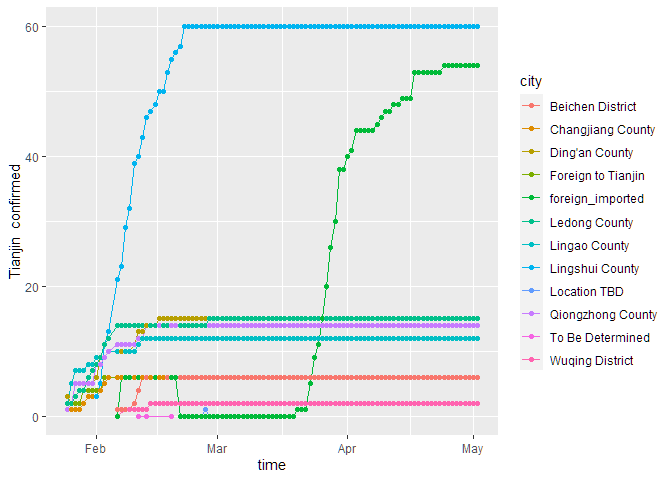 60
40
20
0
Tianjin confirmed
Feb
Mar
Apr
May
time
city
Beichen District
Changjiang County
Ding'an County
Foreign to Tianjin
foreign_imported
Ledong County
Lingao County
Lingshui County
Location TBD
Qiongzhong County
To Be Determined
Wuqing District